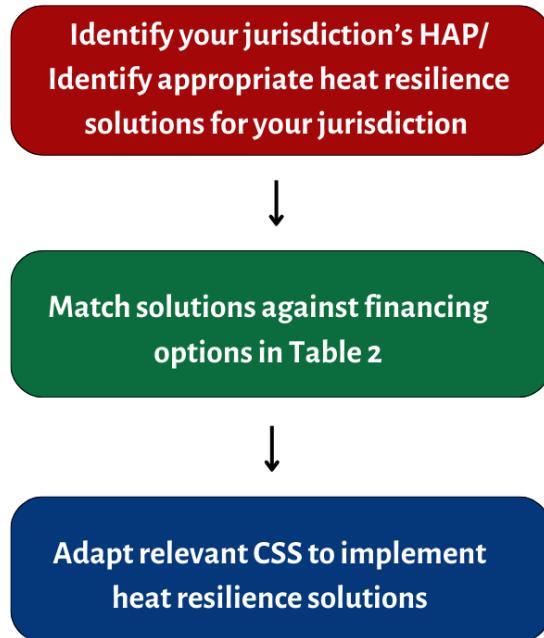 Identify your jurisdiction’s HAP/
Identify appropriate heat resilience
solutions for your jurisdiction
Match solutions against financing
options in Table 2
Adapt relevant CSS to implement
heat resilience solutions